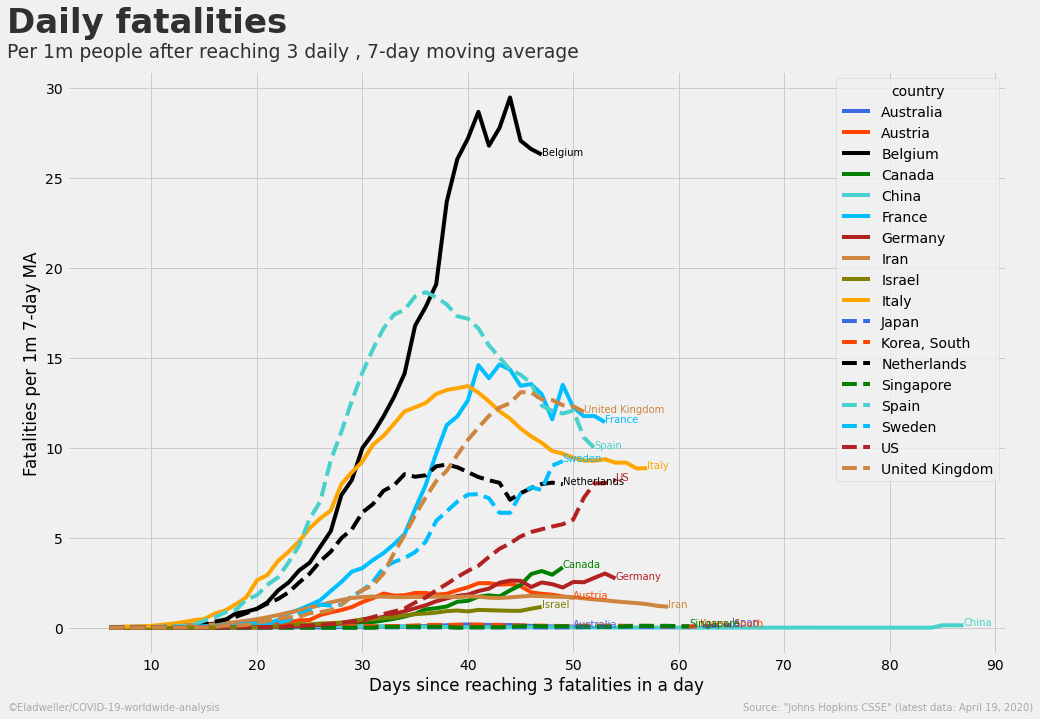 Daily fatalities
Per 1m people after reaching 3 daily , 7-day moving average
Fatalities per 1m 7-day MA
30
25
20
15
10
5
0
Belgium
United Kingdom
France
Spain
Italy
Sweden
Netherlands
US
Canada
Germany
Austria
Israel
Iran
Australia
Singapore
Japan
China
country
Australia
Austria
Belgium
Canada
China
France
Germany
Iran
Israel
Italy
Japan
Korea, South
Netherlands
Singapore
Spain
Sweden
US
United Kingdom
10 20 30 40 50 60 70 80 90
Days since reaching 3 fatalities in a day
©Eladweller/COVID-19-worldwide-analysis
Source: "Johns Hopkins CSSE" (latest data: April 19, 2020)